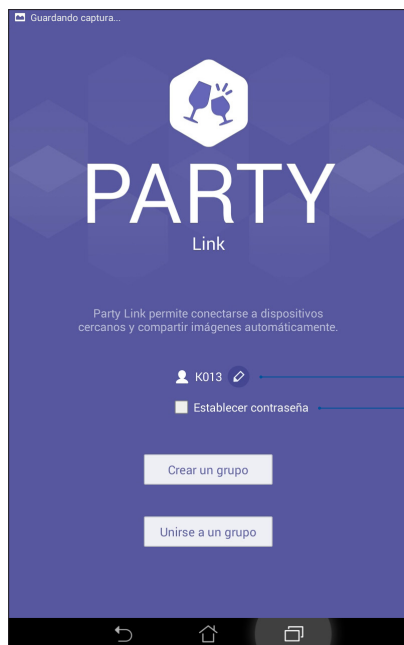 Guardando captura...
PARTY
Link
Party Link permite conectarse a dispositivos
cercanos y compartir imágenes automáticamente.
K013
Establecer contraseña
Crear un grupo
Unirse a un grupo